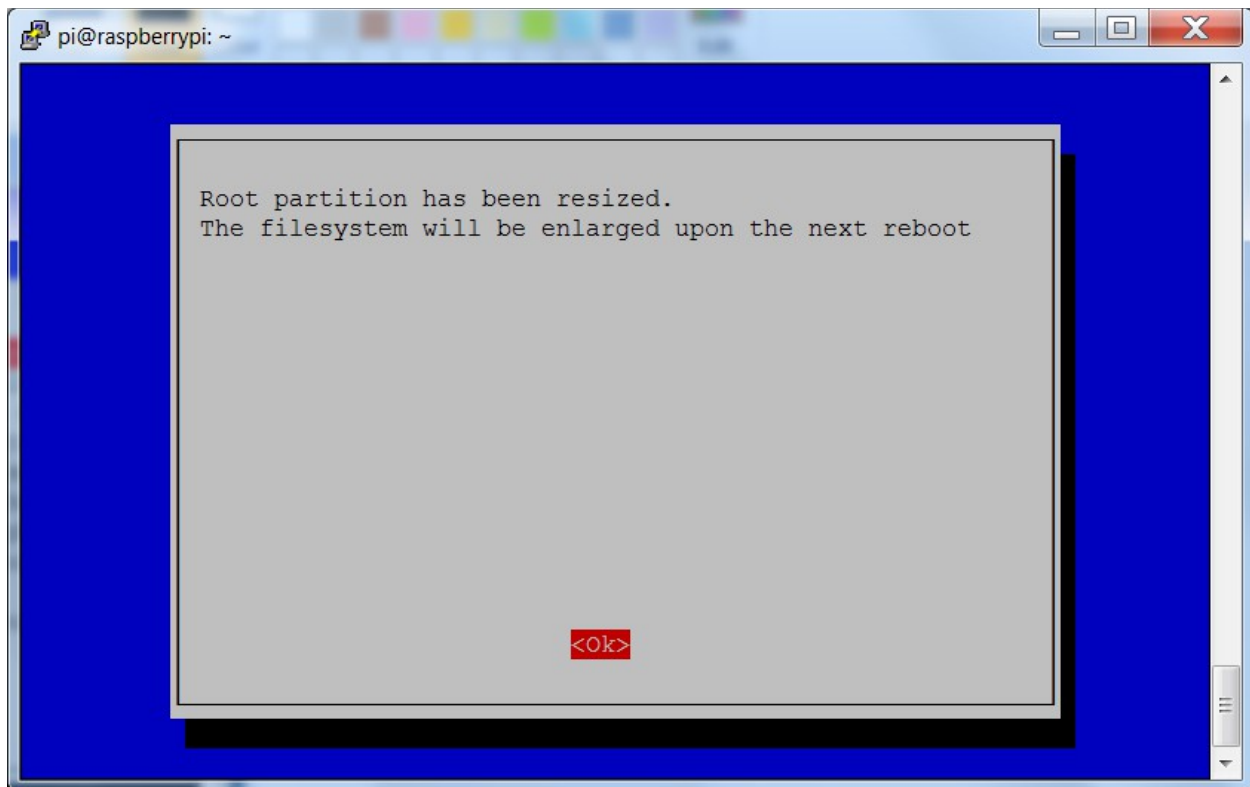 pi@raspberrypi: ~
Root partition has been resized.
The filesystem will be enlarged upon the next reboot
<Ok>